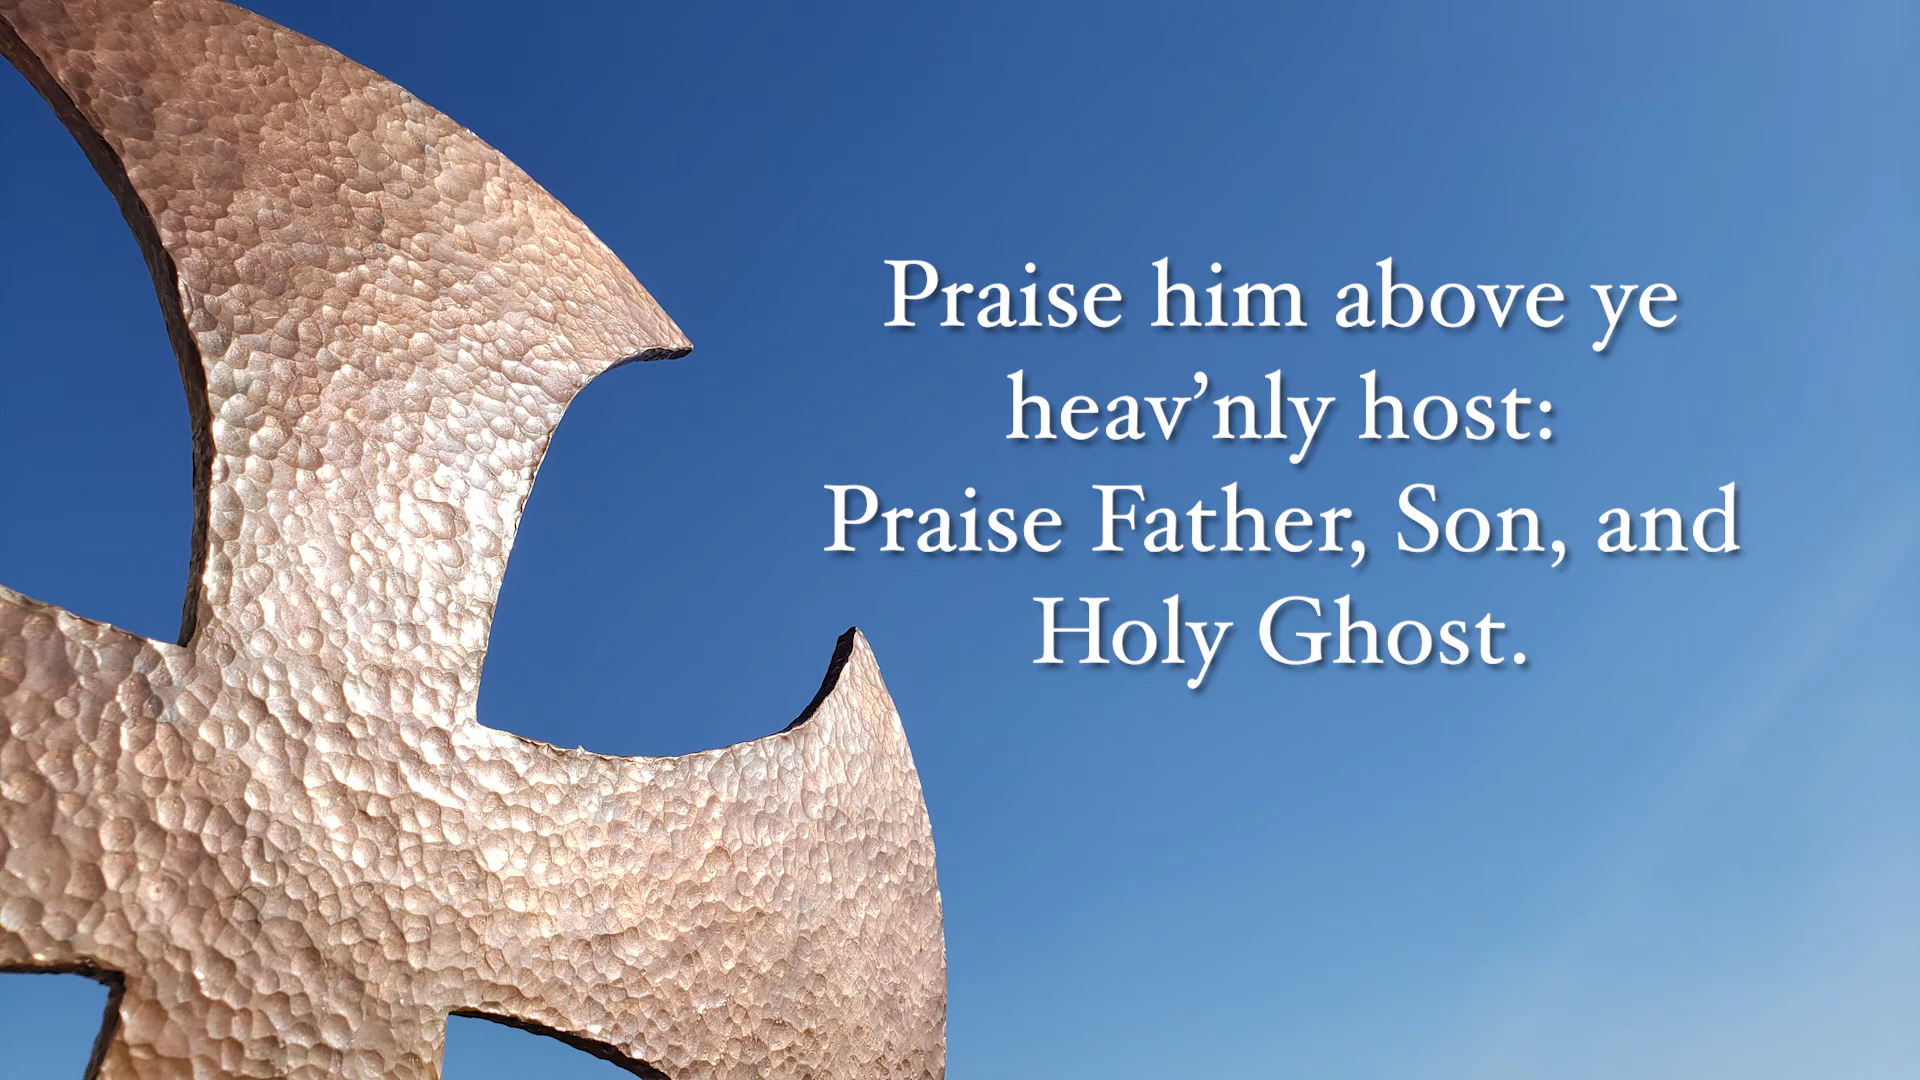 Praise him above ye
heav’nly host:
Praise Father, Son, and
Holy Ghost.